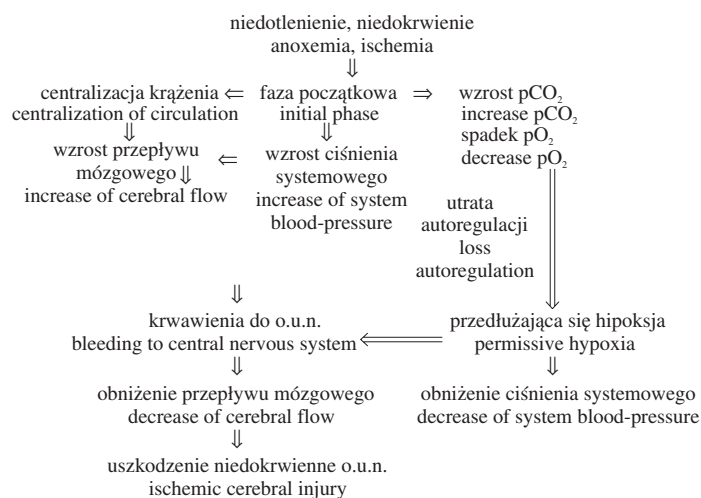 niedotlenienie, niedokrwienie
anoxemia, ischemia
⇓
centralizacja krążenia ⇐ faza początkowa ⇒ wzrost pCO₂
centralization of circulation initial phase increase pCO₂
⇓ ⇓ spadek pO₂
wzrost przepływu ⇐ wzrost ciśnienia decrease pO₂
mózgowego ⇓ systemowego
increase of cerebral flow increase of system
blood-pressure
utrata
autoregulacji
loss
autoregulation
⇓
krwawienia do o.u.n. przedłużająca się hipoksja
bleeding to central nervous system ⇐ permissive hypoxia
⇓ ⇓
obniżenie przepływu mózgowego obniżenie ciśnienia systemowego
decrease of cerebral flow decrease of system blood-pressure
⇓
uszkodzenie niedokrwienne o.u.n.
ischemic cerebral injury